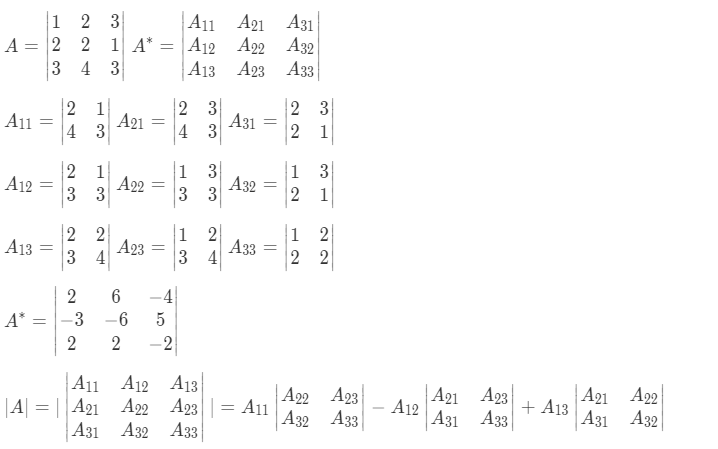 A = |1 2 3; 2 2 1; 3 4 3| A* = |A₁₁ A₂₁ A₃₁; A₁₂ A₂₂ A₃₂; A₁₃ A₂₃ A₃₃|
A₁₁ = |2 1; 4 3| A₂₁ = |2 3; 4 3| A₃₁ = |2 3; 2 1|
A₁₂ = |2 1; 3 3| A₂₂ = |1 3; 3 3| A₃₂ = |1 3; 2 1|
A₁₃ = |2 2; 3 4| A₂₃ = |1 2; 3 4| A₃₃ = |1 2; 2 2|
A* = |2 6 −4; −3 −6 5; 2 2 −2|
|A| = | |A₁₁ A₁₂ A₁₃; A₂₁ A₂₂ A₂₃; A₃₁ A₃₂ A₃₃| | = A₁₁ |A₂₂ A₂₃; A₃₂ A₃₃| − A₁₂ |A₂₁ A₂₃; A₃₁ A₃₃| + A₁₃ |A₂₁ A₂₂; A₃₁ A₃₂|